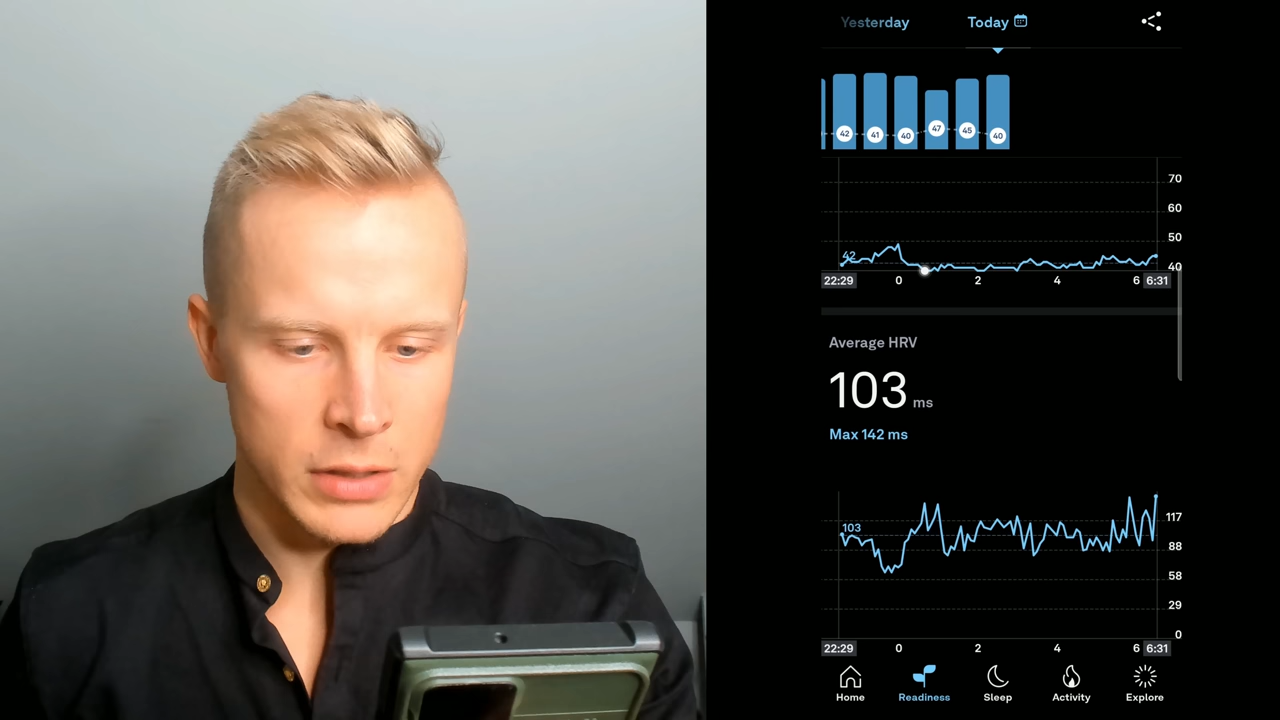 Yesterday Today
42 41 40 47 45 40
70
60
50
42
40
22:29 0 2 4 6 6:31
Average HRV
103 ms
Max 142 ms
117
103
88
58
29
0
22:29 0 2 4 6 6:31
Home Readiness Sleep Activity Explore